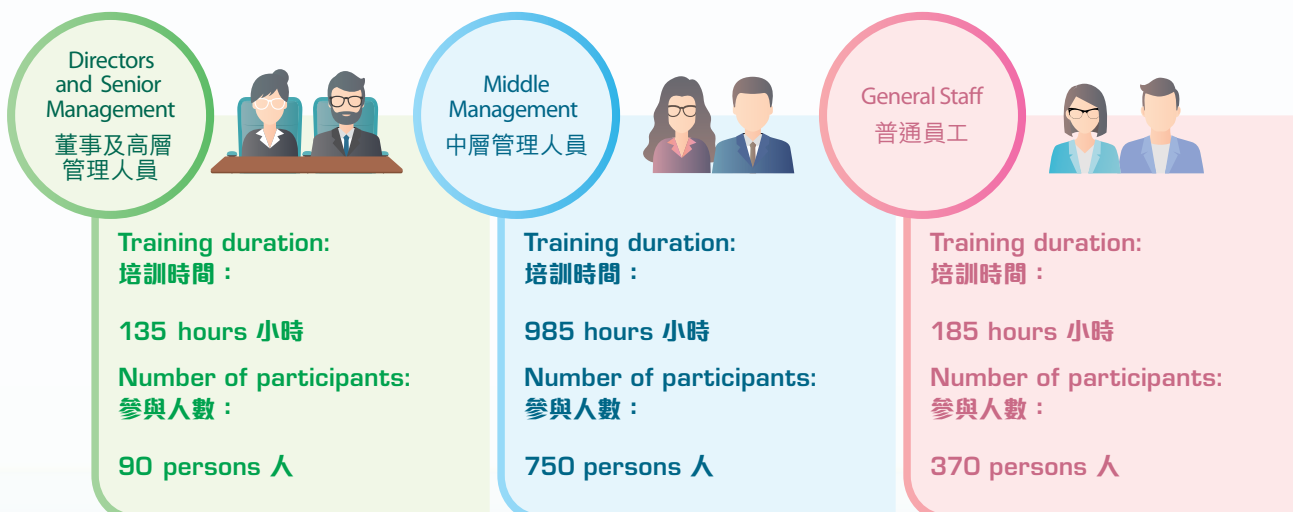 Directors
and Senior
Management
董事及高層
管理人員
Training duration:
培訓時間：
135 hours 小時
Number of participants:
參與人數：
90 persons 人
Middle
Management
中層管理人員
Training duration:
培訓時間：
985 hours 小時
Number of participants:
參與人數：
750 persons 人
General Staff
普通員工
Training duration:
培訓時間：
185 hours 小時
Number of participants:
參與人數：
370 persons 人